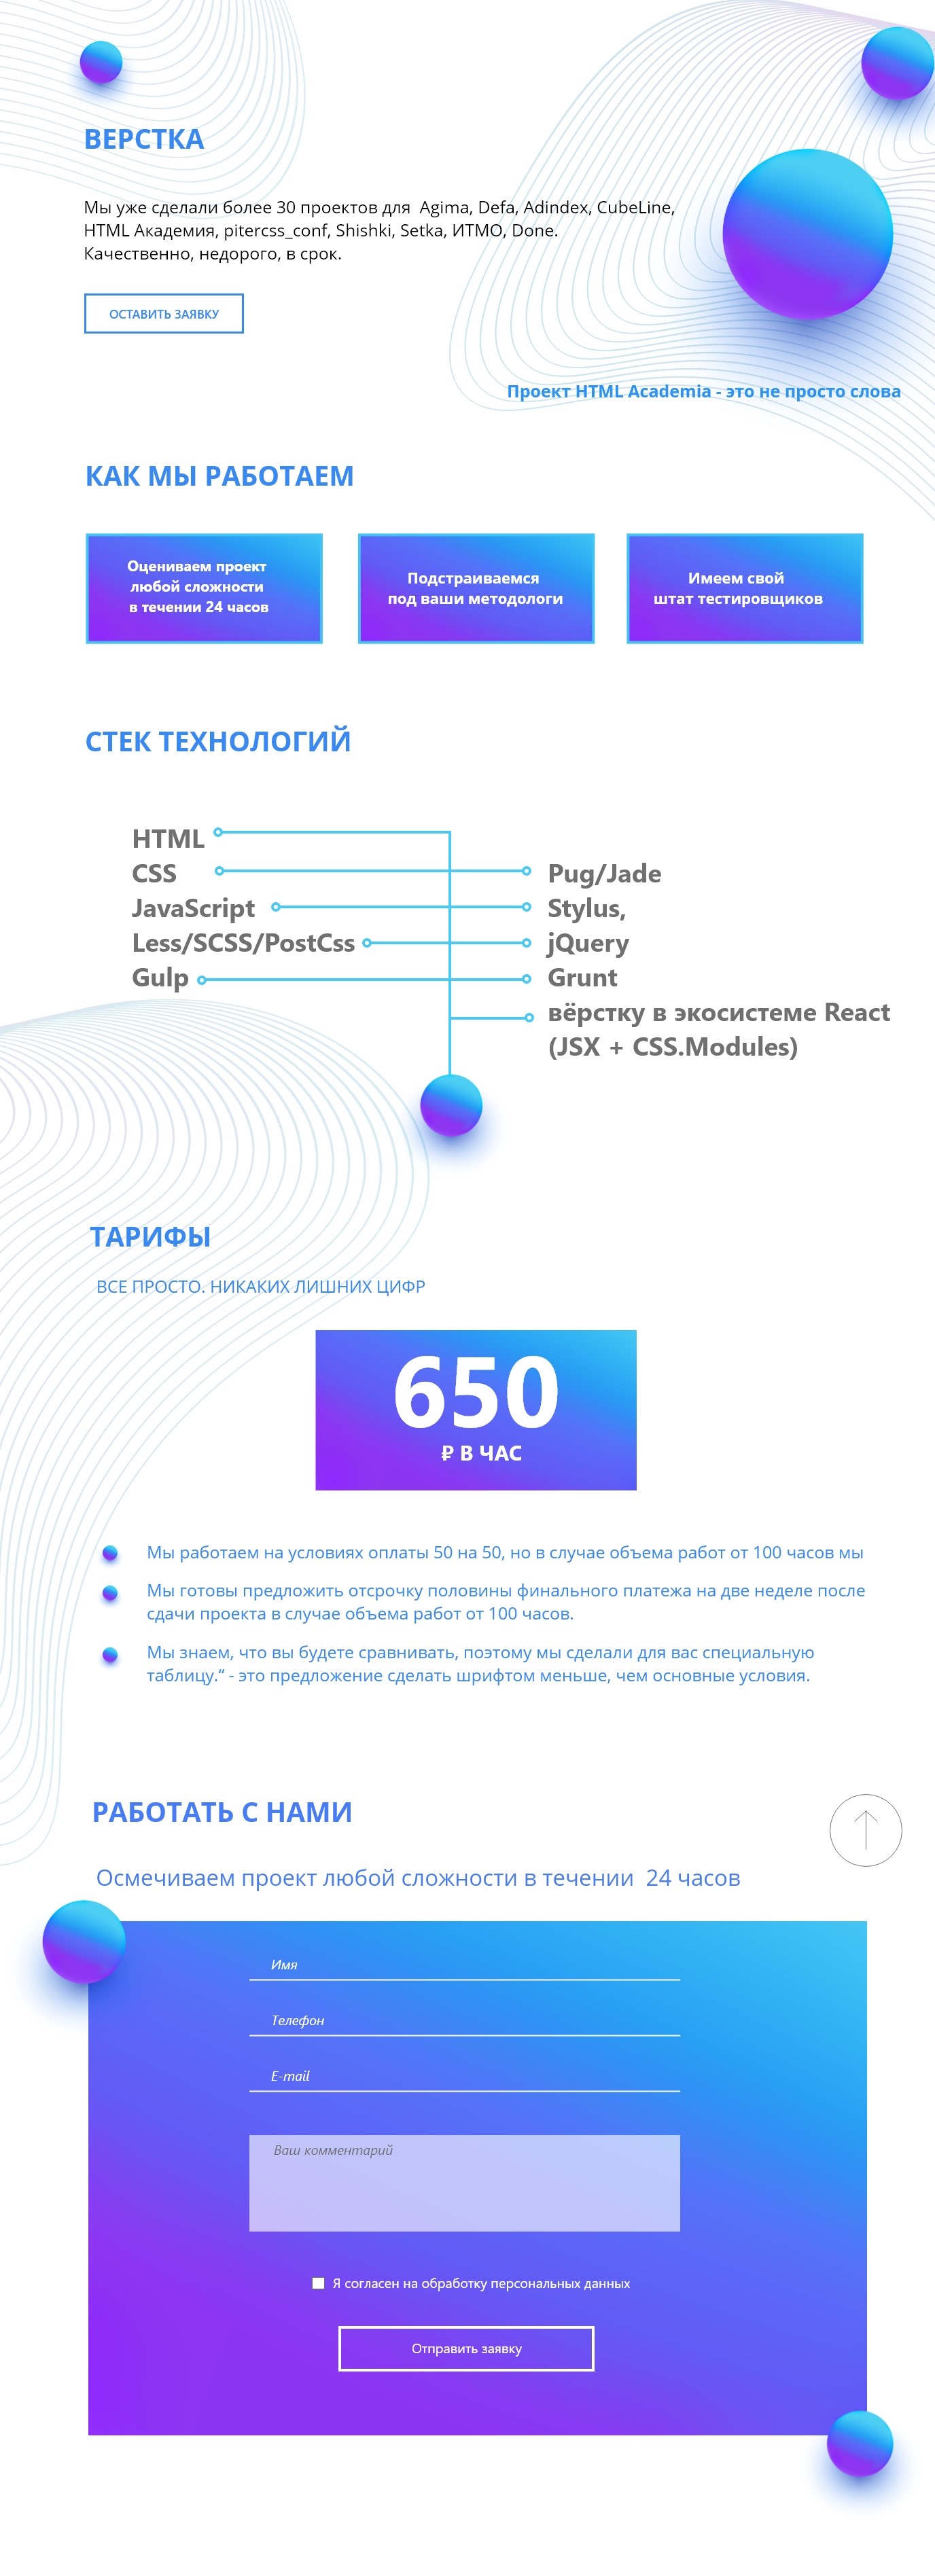 ВЕРСТКА
Мы уже сделали более 30 проектов для  Agima, Defa, Adindex, CubeLine,
HTML Академия, pitercss_conf, Shishki, Setka, ИТМО, Done.
Качественно, недорого, в срок.
ОСТАВИТЬ ЗАЯВКУ
Проект HTML Academia - это не просто слова
КАК МЫ РАБОТАЕМ
Оцениваем проект
любой сложности
в течении 24 часов
Подстраиваемся
под ваши методологи
Имеем свой
штат тестировщиков
СТЕК ТЕХНОЛОГИЙ
HTML
CSS
JavaScript
Less/SCSS/PostCss
Gulp
Pug/Jade
Stylus,
jQuery
Grunt
вёрстку в экосистеме React
(JSX + CSS.Modules)
ТАРИФЫ
ВСЕ ПРОСТО. НИКАКИХ ЛИШНИХ ЦИФР
650
₽ В ЧАС
Мы работаем на условиях оплаты 50 на 50, но в случае объема работ от 100 часов мы
Мы готовы предложить отсрочку половины финального платежа на две неделе после
сдачи проекта в случае объема работ от 100 часов.
Мы знаем, что вы будете сравнивать, поэтому мы сделали для вас специальную
таблицу.“ - это предложение сделать шрифтом меньше, чем основные условия.
РАБОТАТЬ С НАМИ
Осмечиваем проект любой сложности в течении  24 часов
Имя
Телефон
E-mail
Ваш комментарий
Я согласен на обработку персональных данных
Отправить заявку